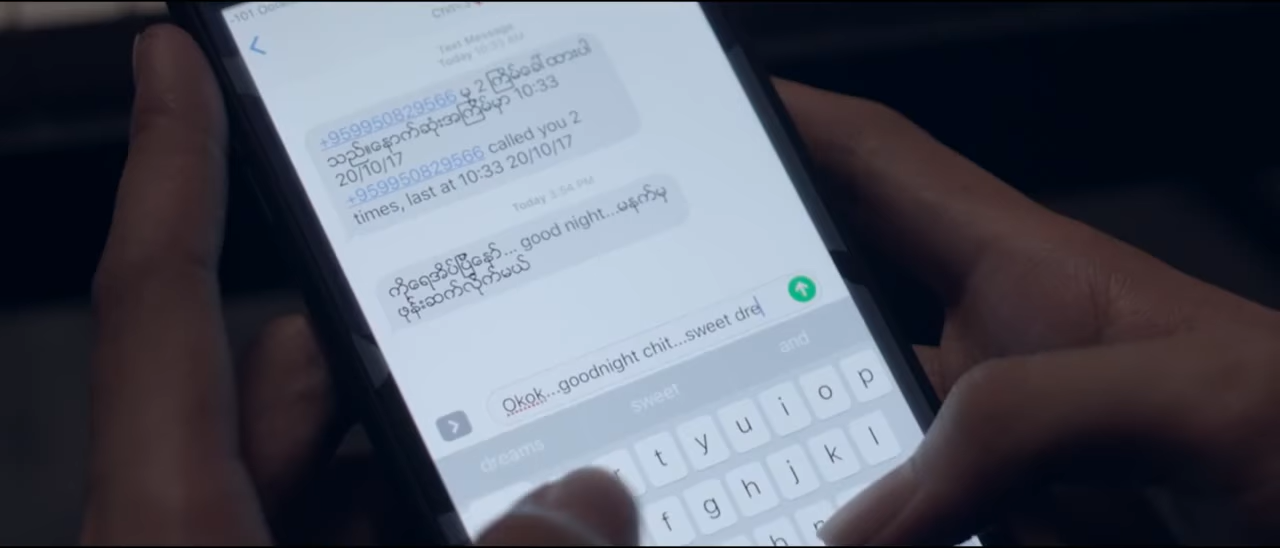 Text Message
Today 10:33 AM
+959950829566 မှ 2 ကြိမ်ခေါ်ထားပါ
သည်။နောက်ဆုံးအကြိမ်မှာ 10:33
20/10/17
+959950829566 called you 2
times, last at 10:33 20/10/17
Today 3:54 PM
ကိုရေအိပ်ပြီနော်... good night...မနက်မှ
ဖုန်းဆက်လိုက်မယ်
Okok...goodnight chit...sweet dre
dreams sweet and
r t y u i o p
f g h j k l
b n